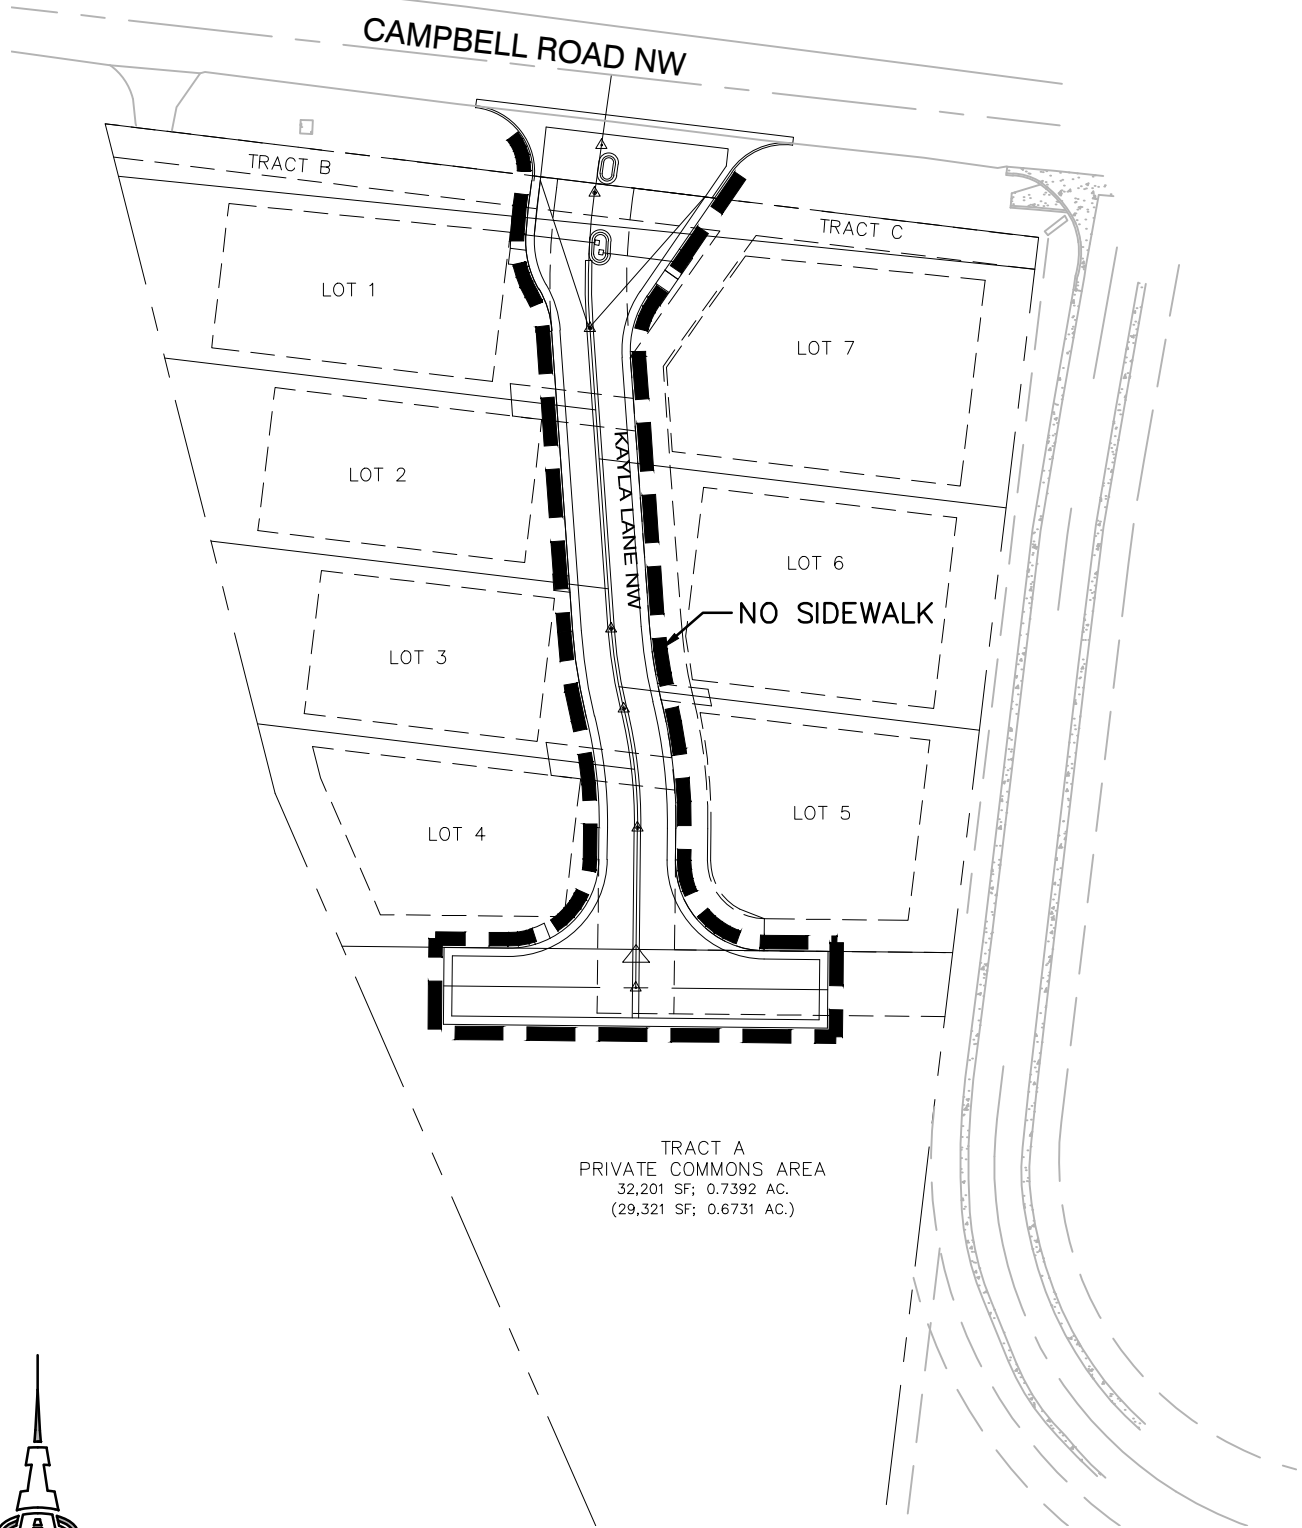 CAMPBELL ROAD NW
TRACT B
TRACT C
LOT 1
LOT 7
LOT 2
KAYLA LANE NW
LOT 6
NO SIDEWALK
LOT 3
LOT 5
LOT 4
TRACT A
PRIVATE COMMONS AREA
32,201 SF; 0.7392 AC.
(29,321 SF; 0.6731 AC.)